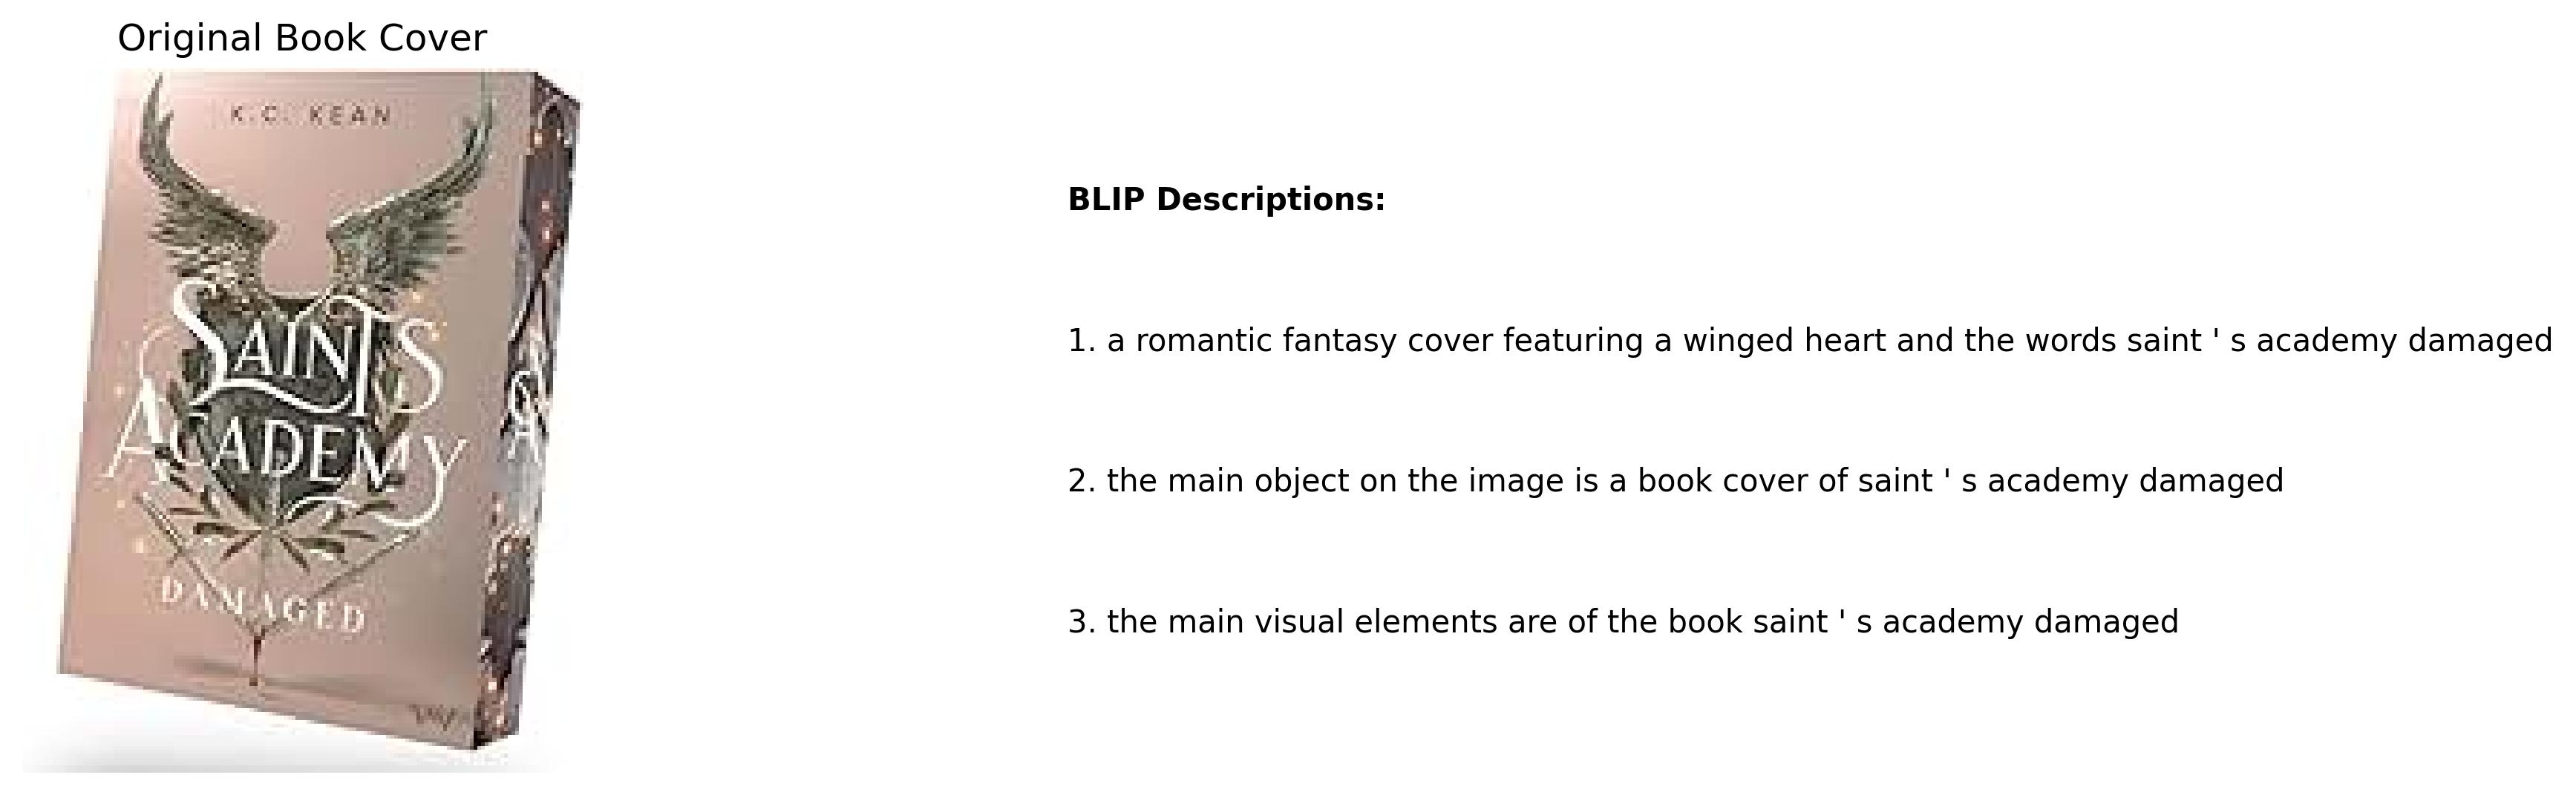 Original Book Cover
K.C. KEAN
SAINTS
ACADEMY
DAMAGED
BLIP Descriptions:
1. a romantic fantasy cover featuring a winged heart and the words saint ' s academy damaged
2. the main object on the image is a book cover of saint ' s academy damaged
3. the main visual elements are of the book saint ' s academy damaged